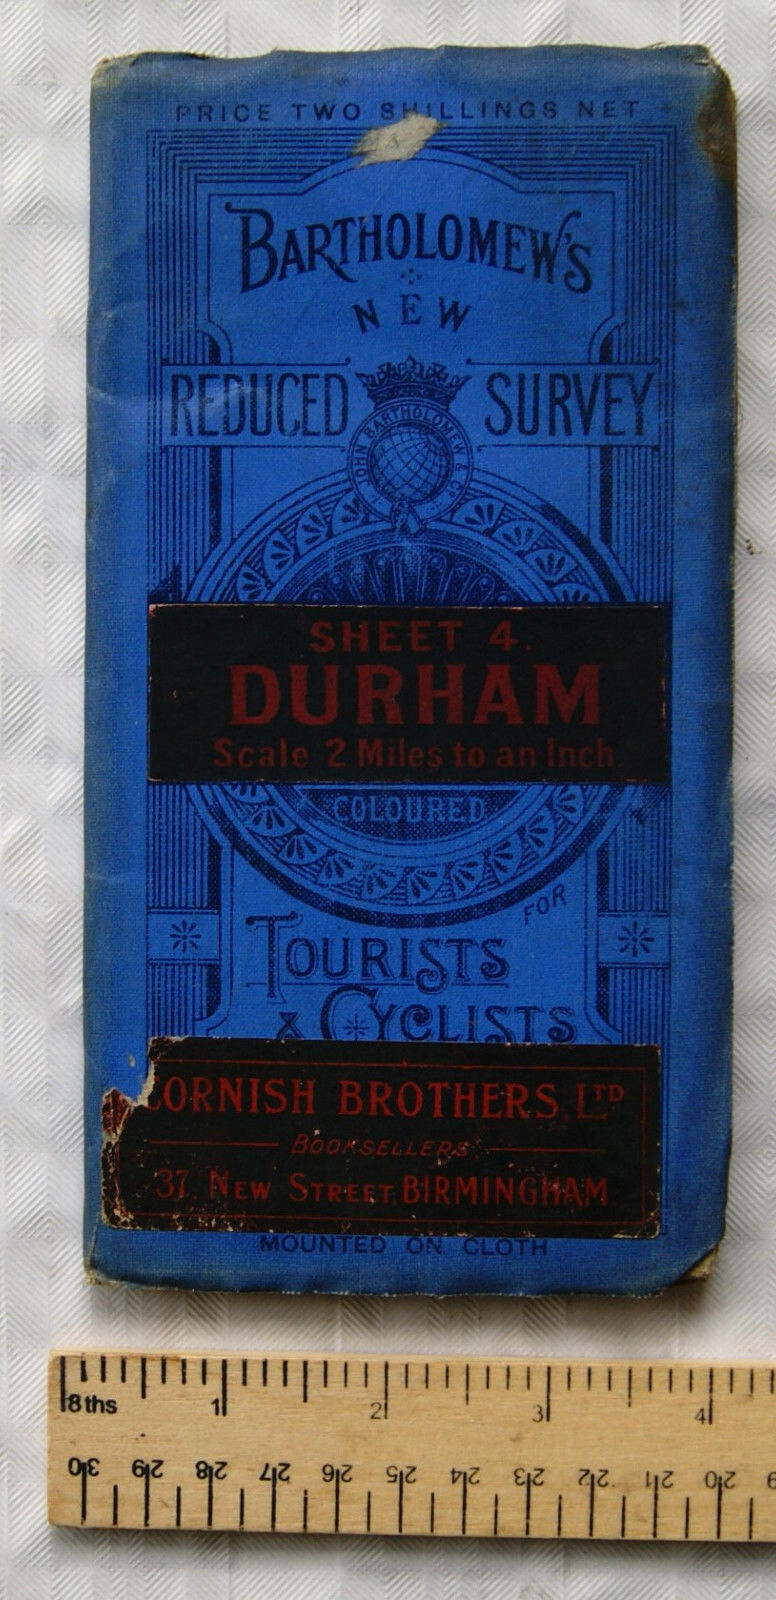 PRICE TWO SHILLINGS NET
BARTHOLOMEW'S
NEW
REDUCED SURVEY
JOHN BARTHOLOMEW & Co
SHEET 4.
DURHAM
Scale 2 Miles to an Inch
COLOURED
FOR
TOURISTS
& CYCLISTS
CORNISH BROTHERS, LTD
BOOKSELLERS
37, NEW STREET, BIRMINGHAM
MOUNTED ON CLOTH
8ths 1 2 3 4
30 29 28 27 26 25 24 23 22 21 20